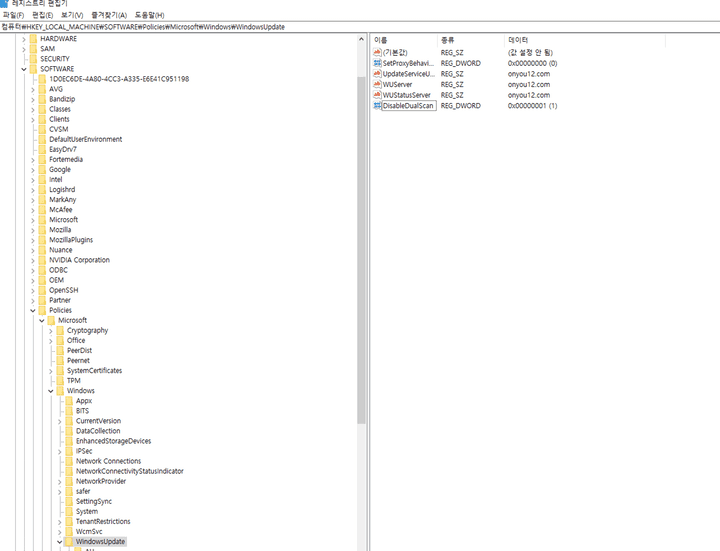 레지스트리 편집기
파일(F) 편집(E) 보기(V) 즐겨찾기(A) 도움말(H)
컴퓨터₩HKEY_LOCAL_MACHINE₩SOFTWARE₩Policies₩Microsoft₩Windows₩WindowsUpdate
HARDWARE
SAM
SECURITY
SOFTWARE
1D0EC6DE-4A80-4CC3-A335-E6E41C951198
AVG
Bandizip
Classes
Clients
CVSM
DefaultUserEnvironment
EasyDrv7
Fortemedia
Google
Intel
Logishrd
MarkAny
McAfee
Microsoft
Mozilla
MozillaPlugins
Nuance
NVIDIA Corporation
ODBC
OEM
OpenSSH
Partner
Policies
Microsoft
Cryptography
Office
PeerDist
Peernet
SystemCertificates
TPM
Windows
Appx
BITS
CurrentVersion
DataCollection
EnhancedStorageDevices
IPSec
Network Connections
NetworkConnectivityStatusIndicator
NetworkProvider
safer
SettingSync
System
TenantRestrictions
WcmSvc
WindowsUpdate
이름 종류 데이터
(기본값) REG_SZ (값 설정 안 됨)
SetProxyBehavi... REG_DWORD 0x00000000 (0)
UpdateServiceU... REG_SZ onyou12.com
WUServer REG_SZ onyou12.com
WUStatusServer REG_SZ onyou12.com
DisableDualScan REG_DWORD 0x00000001 (1)